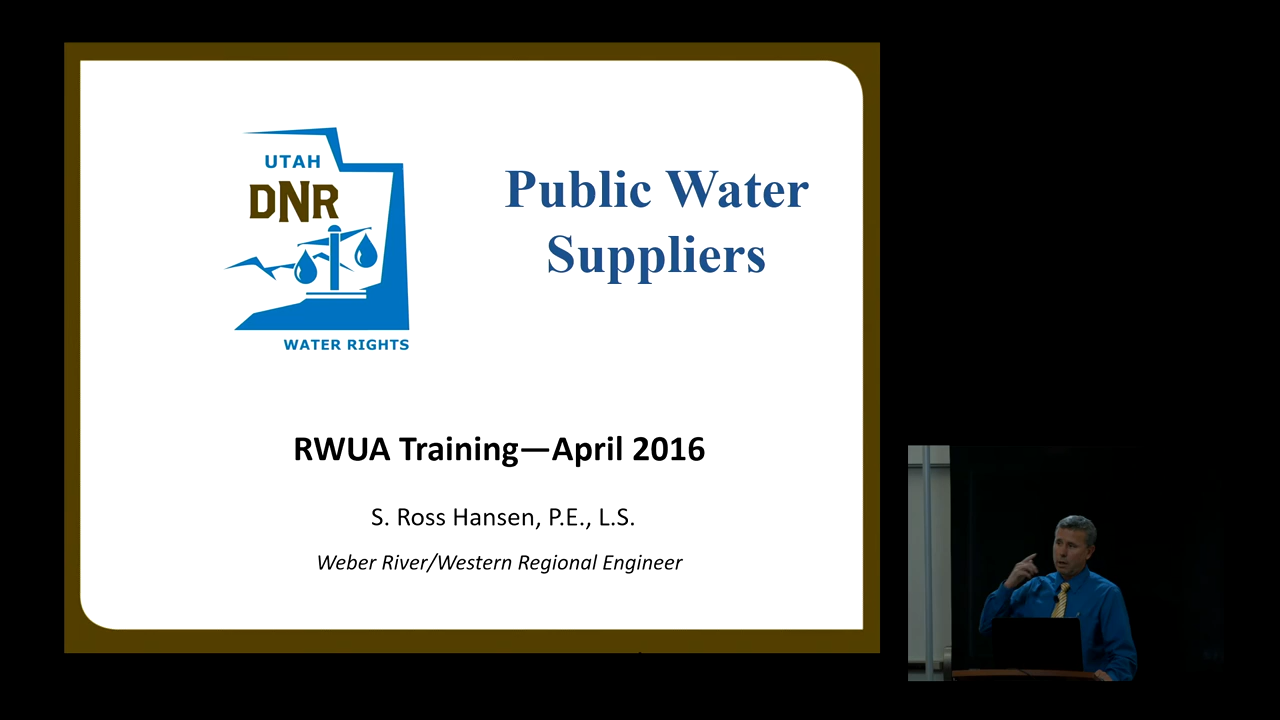 UTAH
DNR
WATER RIGHTS
Public Water
Suppliers
RWUA Training—April 2016
S. Ross Hansen, P.E., L.S.
Weber River/Western Regional Engineer